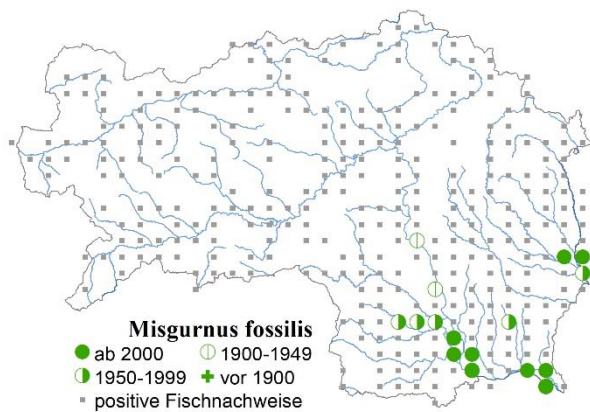 Misgurnus fossilis
ab 2000 1900-1949
1950-1999 vor 1900
positive Fischnachweise